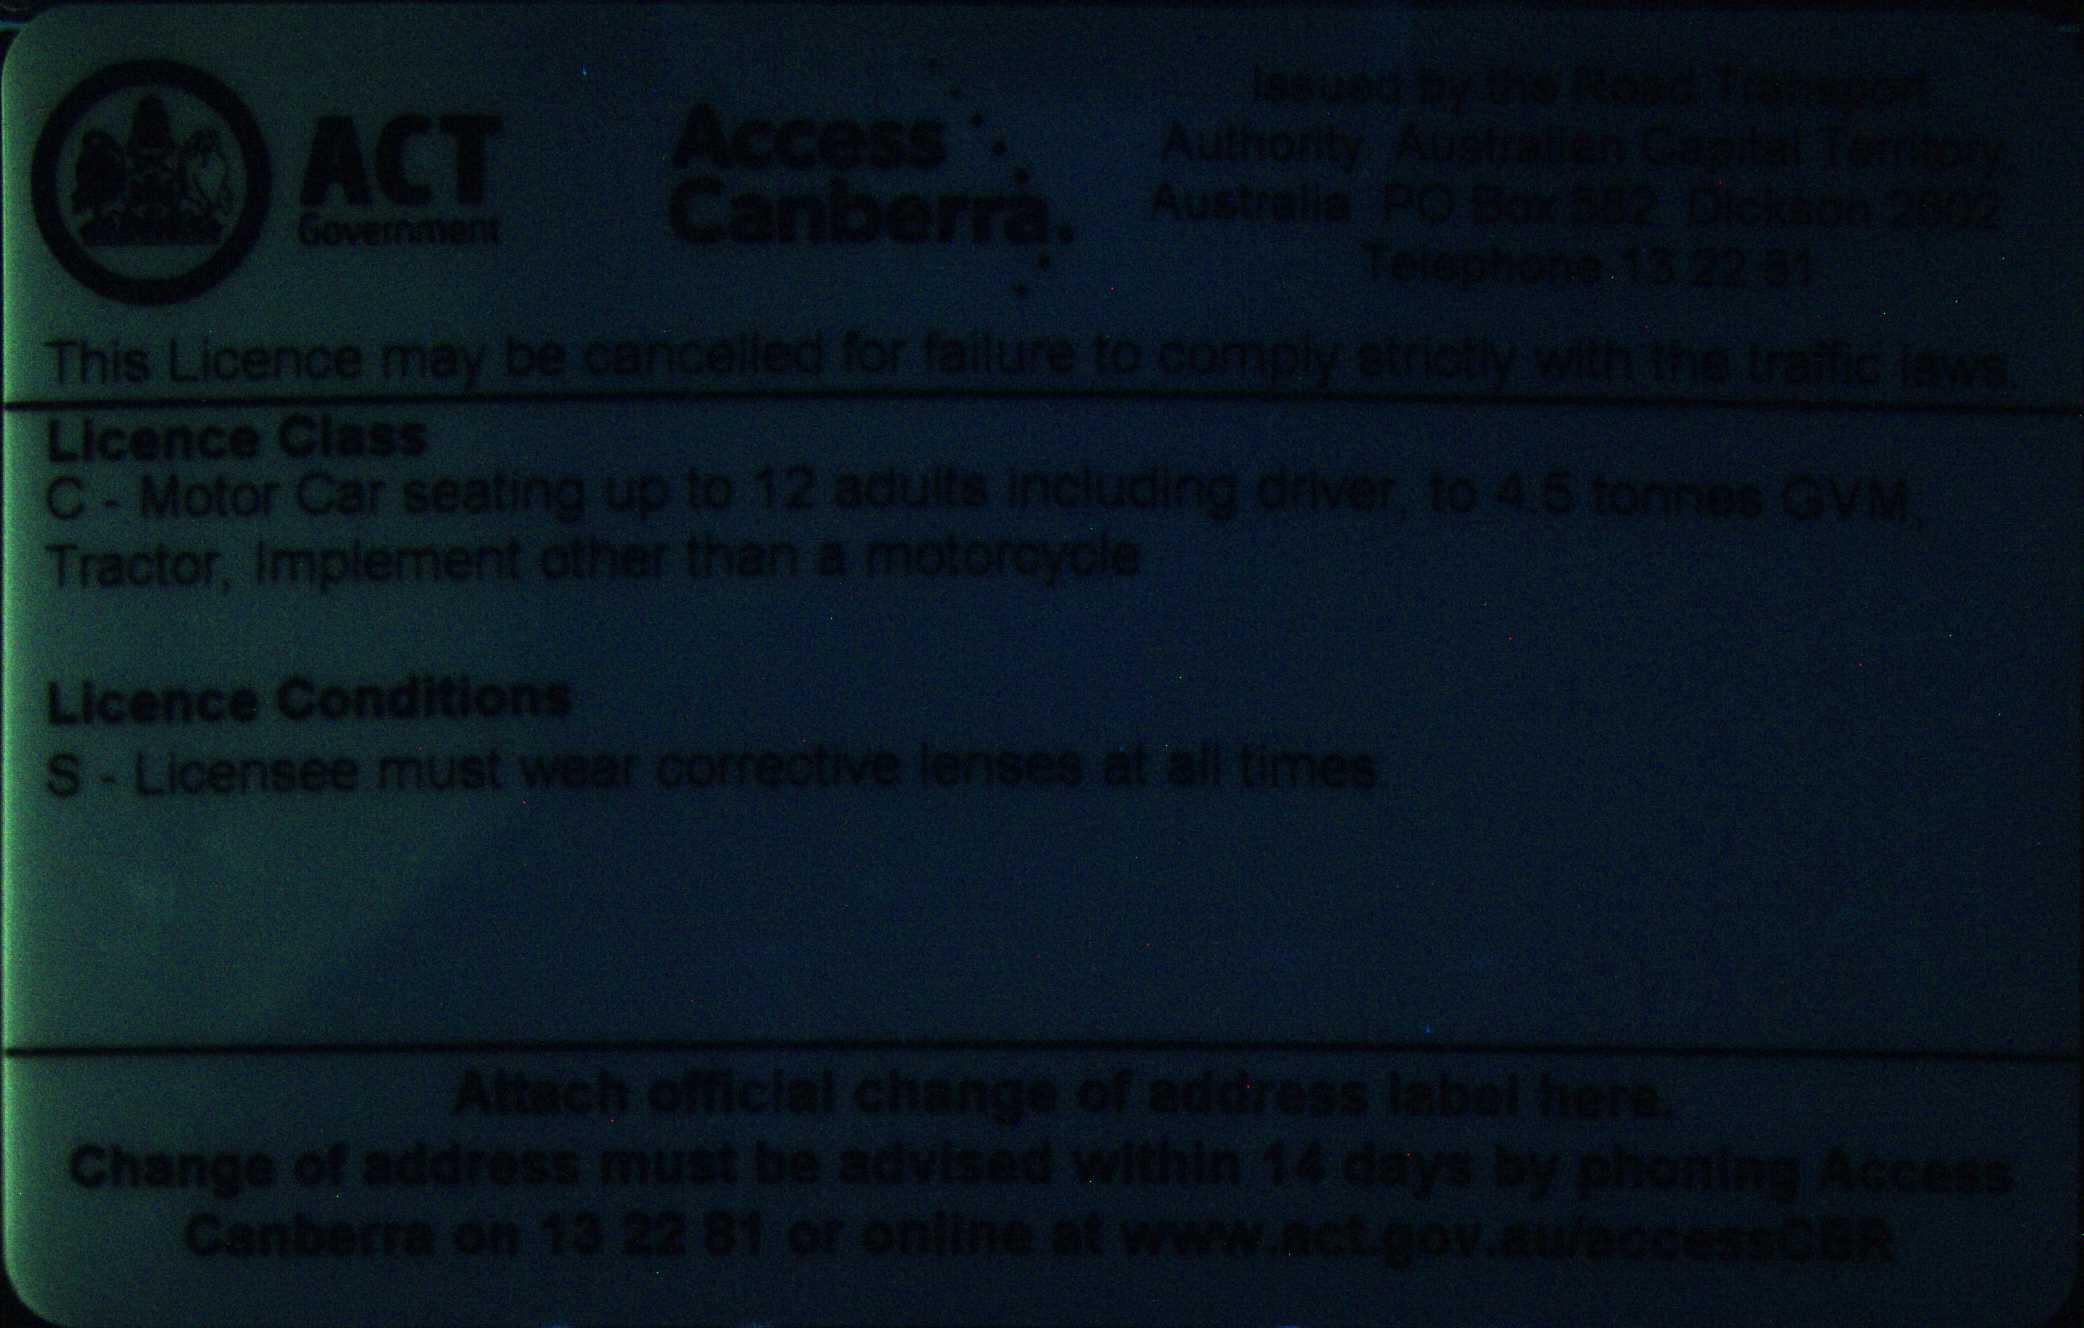 ACT
Government
Access
Canberra.
Issued by the Road Transport
Authority Australian Capital Territory,
Australia PO Box 582 Dickson 2602
Telephone 13 22 81
This Licence may be cancelled for failure to comply strictly with the traffic laws.
Licence Class
C - Motor Car seating up to 12 adults including driver, to 4.5 tonnes GVM,
Tractor, Implement other than a motorcycle
Licence Conditions
S - Licensee must wear corrective lenses at all times
Attach official change of address label here.
Change of address must be advised within 14 days by phoning Access
Canberra on 13 22 81 or online at www.act.gov.au/accessCBR